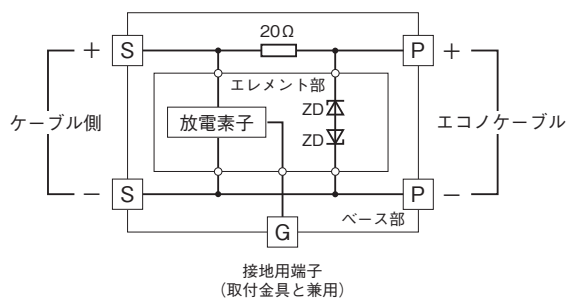 20Ω
+ S P +
エレメント部
ZD
放電素子
ケーブル側 エコノケーブル
ZD
− S P −
ベース部
G
接地用端子
（取付金具と兼用）